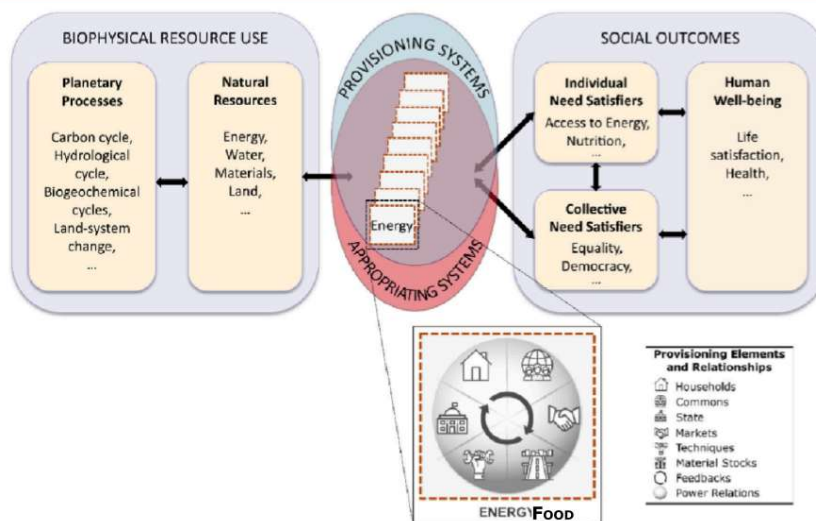 BIOPHYSICAL RESOURCE USE
Planetary
Processes
Carbon cycle,
Hydrological
cycle,
Biogeochemical
cycles,
Land-system
change,
...
Natural
Resources
Energy,
Water,
Materials,
Land,
...
PROVISIONING SYSTEMS
Energy
APPROPRIATING SYSTEMS
SOCIAL OUTCOMES
Individual
Need Satisfiers
Access to Energy,
Nutrition,
...
Collective
Need Satisfiers
Equality,
Democracy,
...
Human
Well-being
Life
satisfaction,
Health,
...
ENERGYFOOD
Provisioning Elements
and Relationships
Households
Commons
State
Markets
Techniques
Material Stocks
Feedbacks
Power Relations